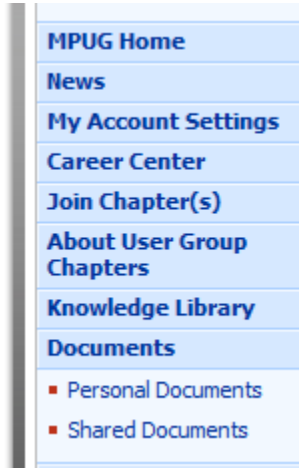 MPUG Home
News
My Account Settings
Career Center
Join Chapter(s)
About User Group
Chapters
Knowledge Library
Documents
Personal Documents
Shared Documents